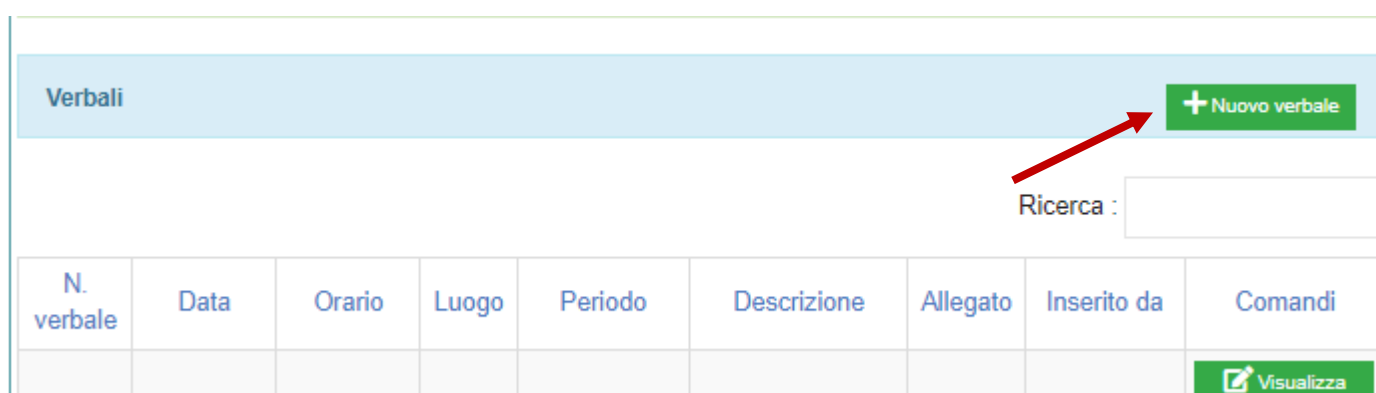 Verbali
Nuovo verbale
Ricerca :
N. verbale Data Orario Luogo Periodo Descrizione Allegato Inserito da Comandi
Visualizza